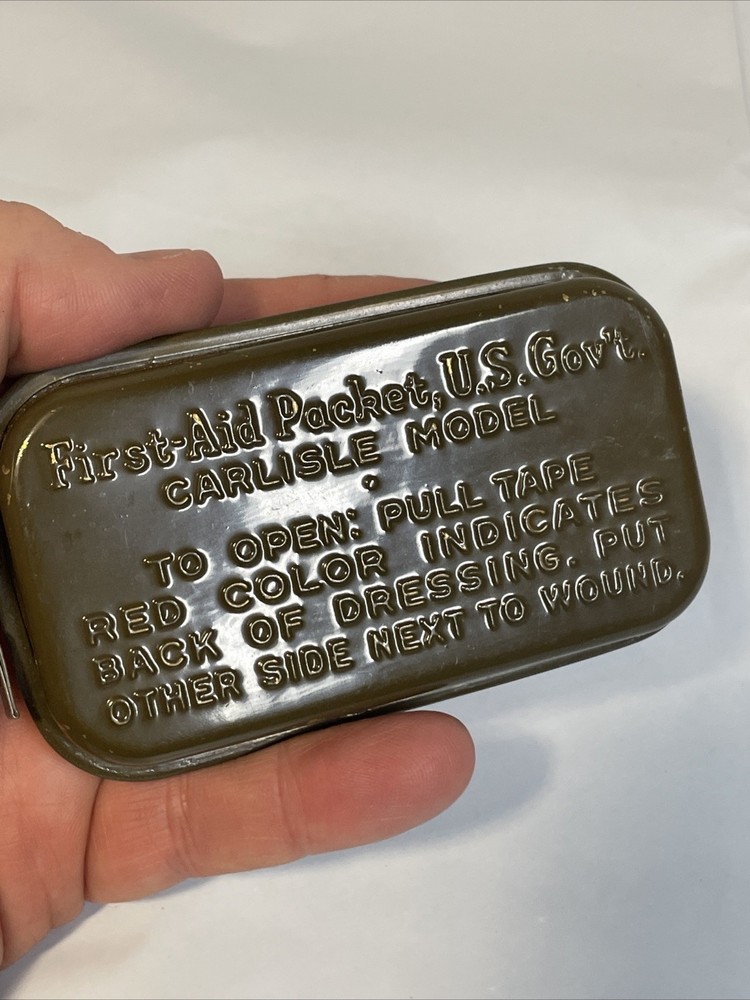 First-Aid Packet, U.S. Gov't.
CARLISLE MODEL
TO OPEN: PULL TAPE
RED COLOR INDICATES
BACK OF DRESSING. PUT
OTHER SIDE NEXT TO WOUND.